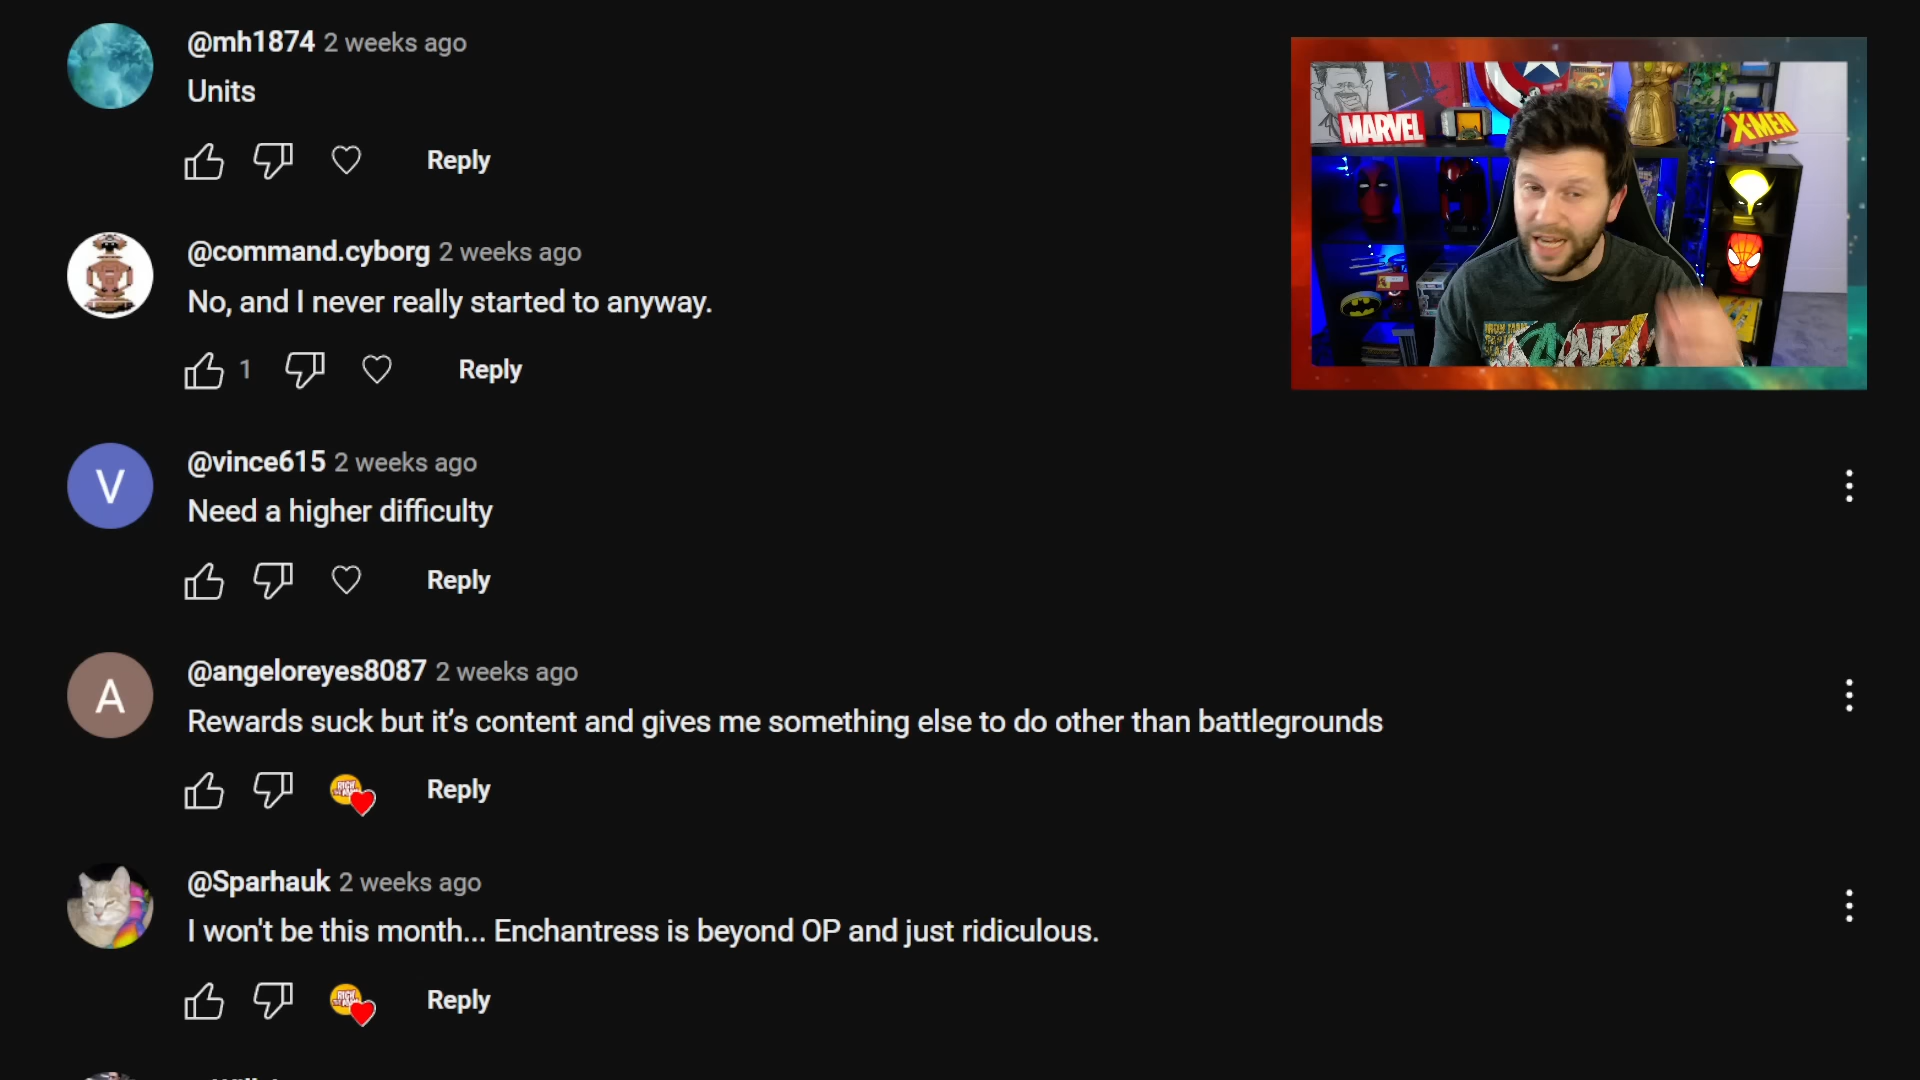 @mh1874 2 weeks ago
Units
Reply
MARVEL
X-MEN
@command.cyborg 2 weeks ago
No, and I never really started to anyway.
1
Reply
V
@vince615 2 weeks ago
Need a higher difficulty
Reply
A
@angeloreyes8087 2 weeks ago
Rewards suck but it’s content and gives me something else to do other than battlegrounds
RICH
Reply
@Sparhauk 2 weeks ago
I won't be this month... Enchantress is beyond OP and just ridiculous.
RICH
Reply